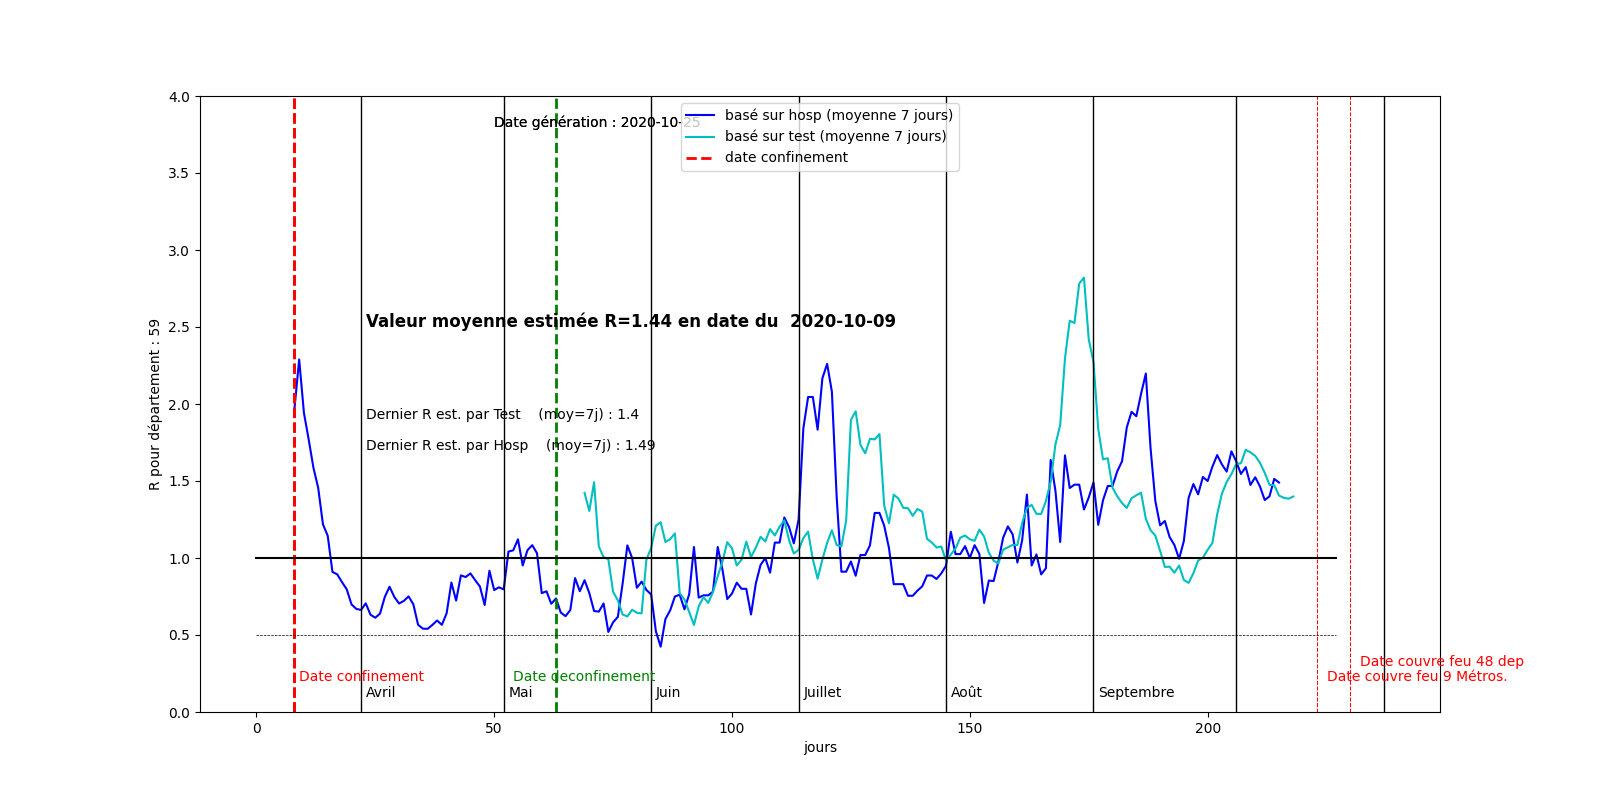 4.0
3.5
3.0
2.5
2.0
1.5
1.0
0.5
0.0
R pour département : 59
Date génération : 2020-10-25
basé sur hosp (moyenne 7 jours)
basé sur test (moyenne 7 jours)
date confinement
Valeur moyenne estimée R=1.44 en date du 2020-10-09
Dernier R est. par Test (moy=7j) : 1.4
Dernier R est. par Hosp (moy=7j) : 1.49
Date couvre feu 48 dep
Date confinement
Date deconfinement
Date couvre feu 9 Métros.
Avril
Mai
Juin
Juillet
Août
Septembre
0
50
100
150
200
jours